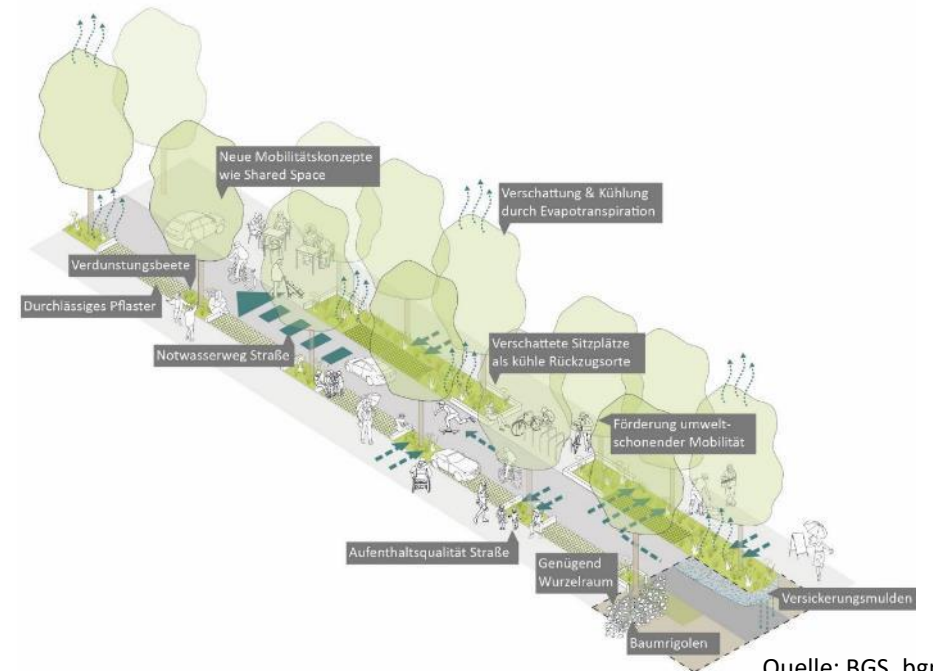 Neue Mobilitätskonzepte
wie Shared Space
Verschattung & Kühlung
durch Evapotranspiration
Verdunstungsbeete
Durchlässiges Pflaster
Notwasserweg Straße
Verschattete Sitzplätze
als kühle Rückzugsorte
Förderung umwelt-
schonender Mobilität
Aufenthaltsqualität Straße
Genügend
Wurzelraum
Versickerungsmulden
Baumrigolen
Quelle: BGS,